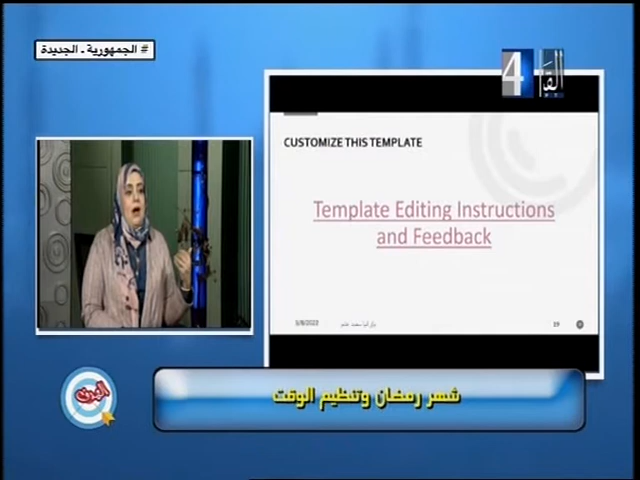 # الجمهورية ـ الجديدة
4
CUSTOMIZE THIS TEMPLATE
Template Editing Instructions
and Feedback
5/8/2022
19
الهدف
شهر رمضان وتنظيم الوقت